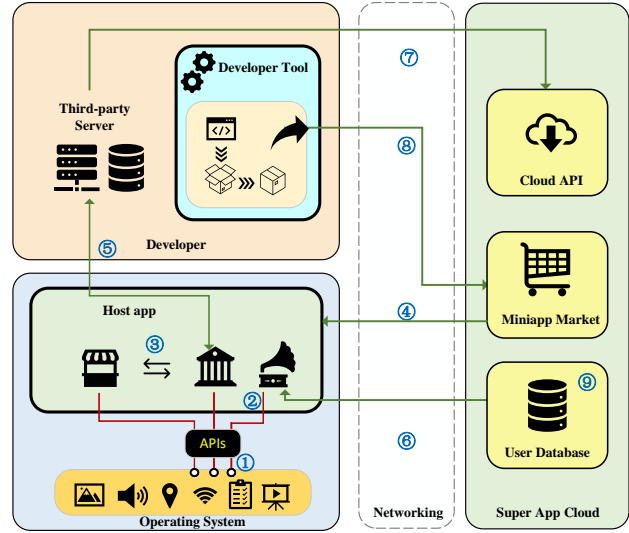 ⑦
Developer Tool
Third-party
Server
</>
⑧
Cloud API
Developer
⑤
Host app
③
④
Miniapp Market
②
⑨
APIs
①
⑥
User Database
Operating System
Networking
Super App Cloud